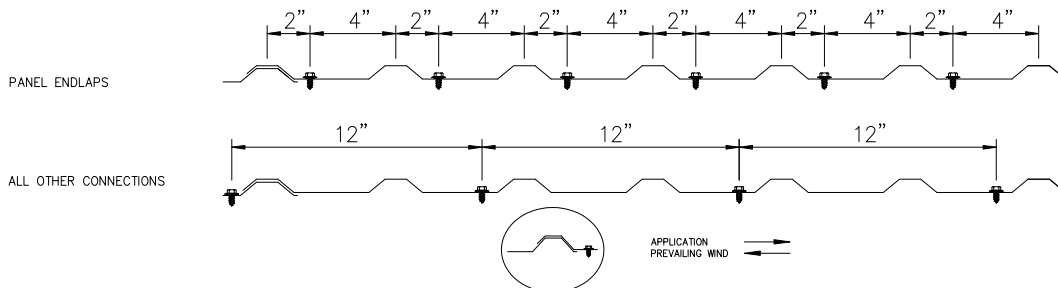 2” 4” 2” 4” 2” 4” 2” 4” 2” 4” 2” 4”
PANEL ENDLAPS
12” 12” 12”
ALL OTHER CONNECTIONS
APPLICATION
PREVAILING WIND